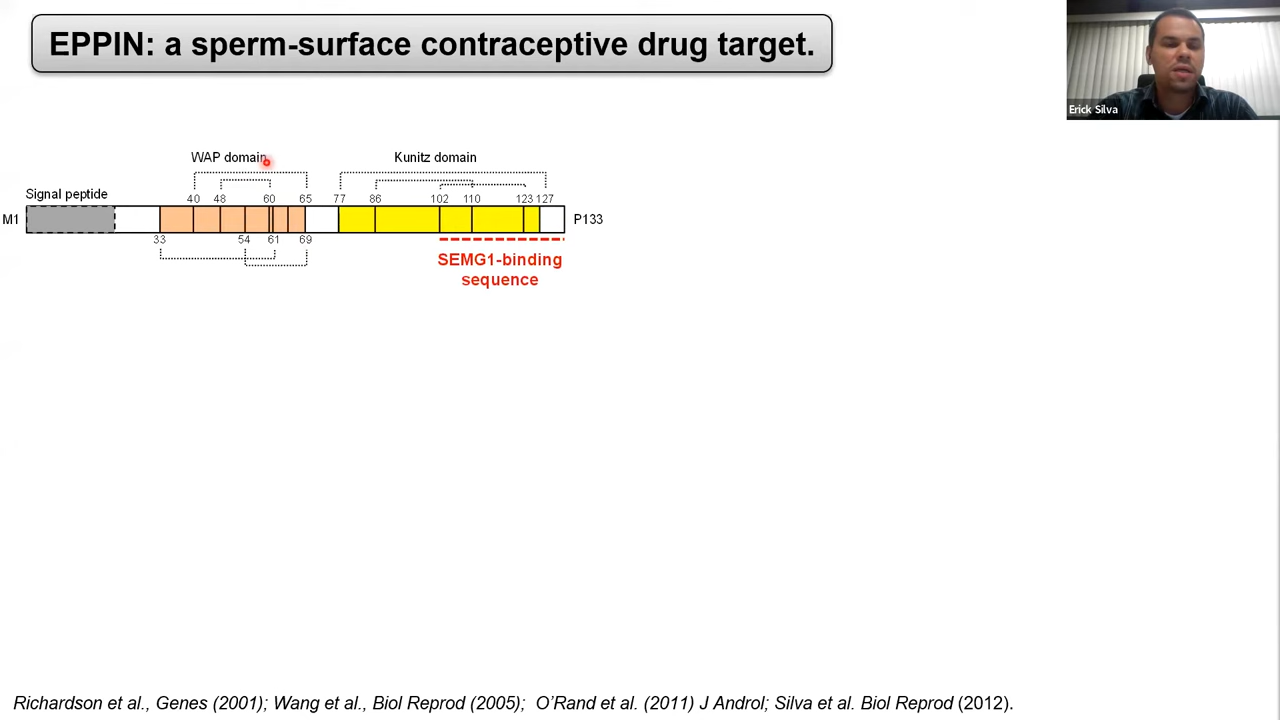 EPPIN: a sperm-surface contraceptive drug target.
Erick Silva
WAP domain
Kunitz domain
Signal peptide
40 48 60 65 77 86 102 110 123 127
M1
P133
33 54 61 69
SEMG1-binding
sequence
Richardson et al., Genes (2001); Wang et al., Biol Reprod (2005); O'Rand et al. (2011) J Androl; Silva et al. Biol Reprod (2012).